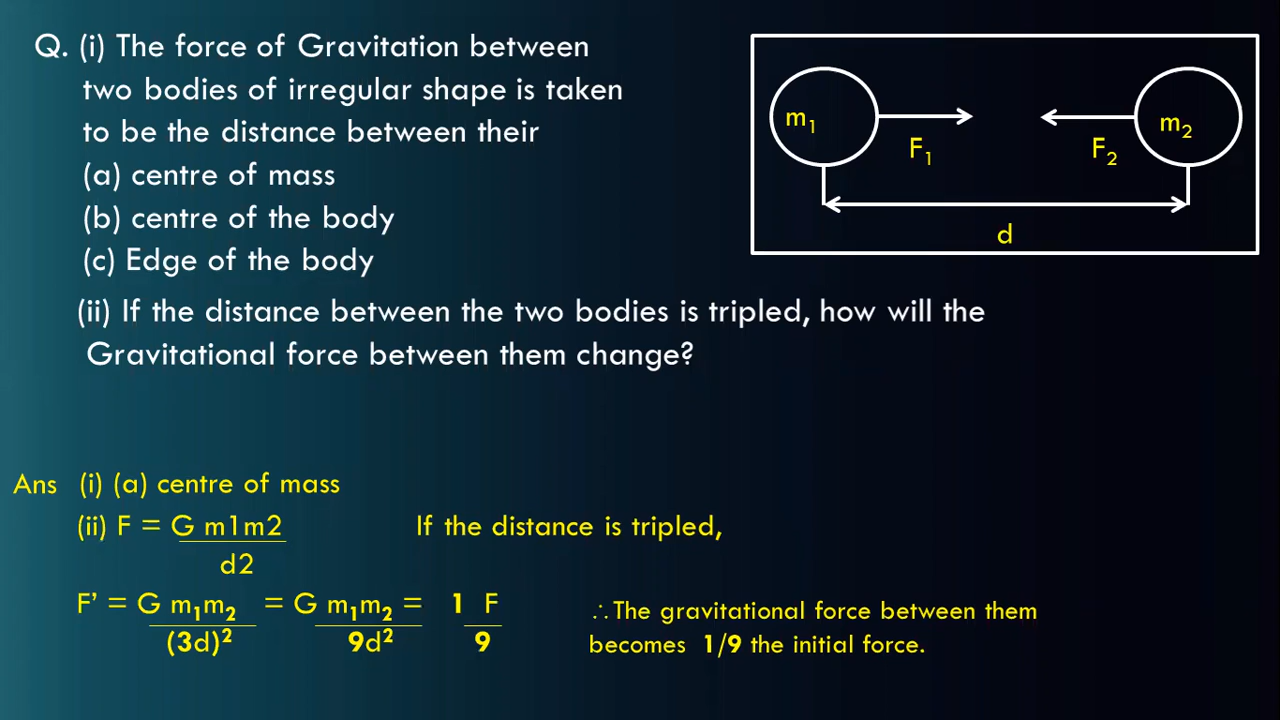 Q. (i) The force of Gravitation between
two bodies of irregular shape is taken
to be the distance between their
(a) centre of mass
(b) centre of the body
(c) Edge of the body
m₁
F₁
F₂
m₂
d
(ii) If the distance between the two bodies is tripled, how will the
Gravitational force between them change?
Ans (i) (a) centre of mass
(ii) F = G m1m2 If the distance is tripled,
d2
F’ = G m₁m₂ = G m₁m₂ = 1 F
(3d)² 9d² 9
∴The gravitational force between them
becomes 1/9 the initial force.